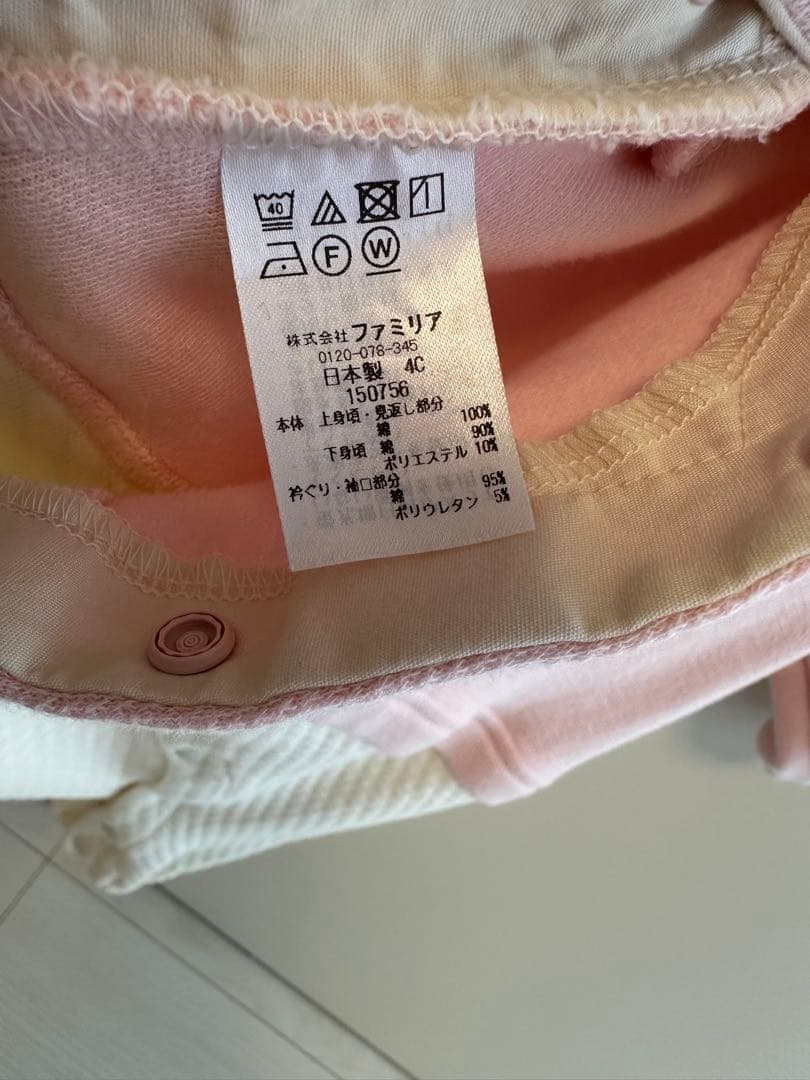 40
F W
株式会社 ファミリア
0120-078-345
日本製 4C
150756
本体 上身頃・見返し部分
綿 100%
下身頃 綿 90%
ポリエステル 10%
衿ぐり・袖口部分
綿 95%
ポリウレタン 5%